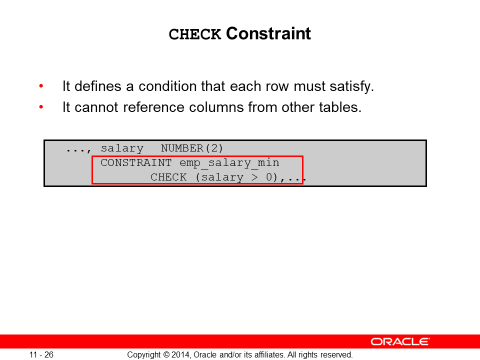 CHECK Constraint
• It defines a condition that each row must satisfy.
• It cannot reference columns from other tables.
..., salary NUMBER(2)
CONSTRAINT emp_salary_min
CHECK (salary > 0),...
ORACLE
11 - 26 Copyright © 2014, Oracle and/or its affiliates. All rights reserved.